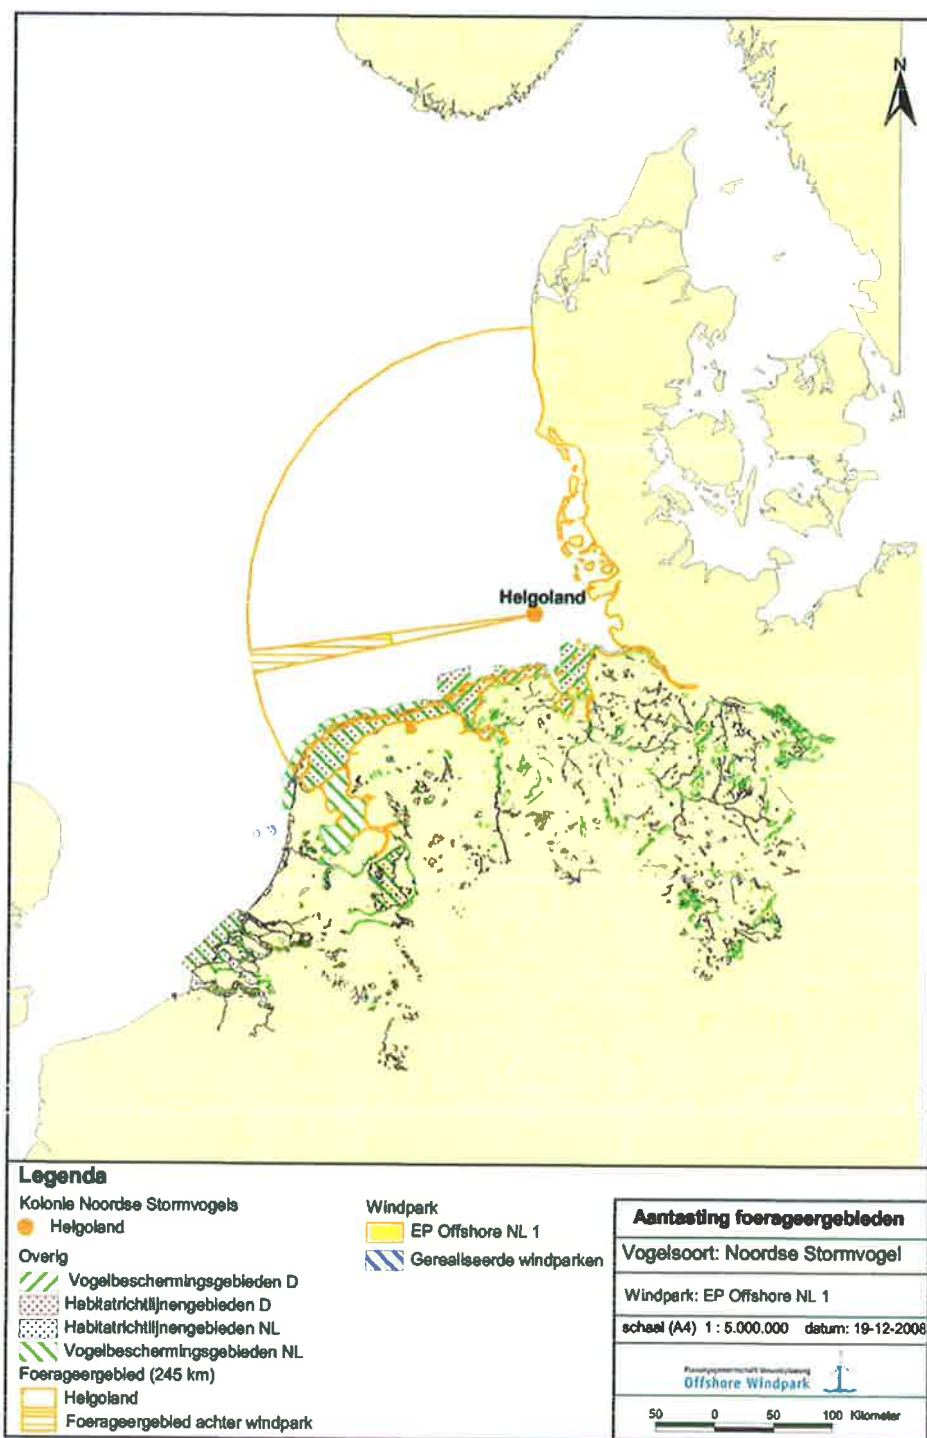 N
Helgoland
Legenda
Kolonie Noordse Stormvogels
Helgoland
Overig
Vogelbeschermingsgebieden D
Habitatrichtlijnengebieden D
Habitatrichtlijnengebieden NL
Vogelbeschermingsgebieden NL
Foerageergebied (245 km)
Helgoland
Foerageergebied achter windpark
Windpark
EP Offshore NL 1
Gerealiseerde windparken
Aantasting foerageergebieden
Vogelsoort: Noordse Stormvogel
Windpark: EP Offshore NL 1
schaal (A4) 1 : 5.000.000 datum: 19-12-2008
Offshore Windpark
50 0 50 100 Kilometer